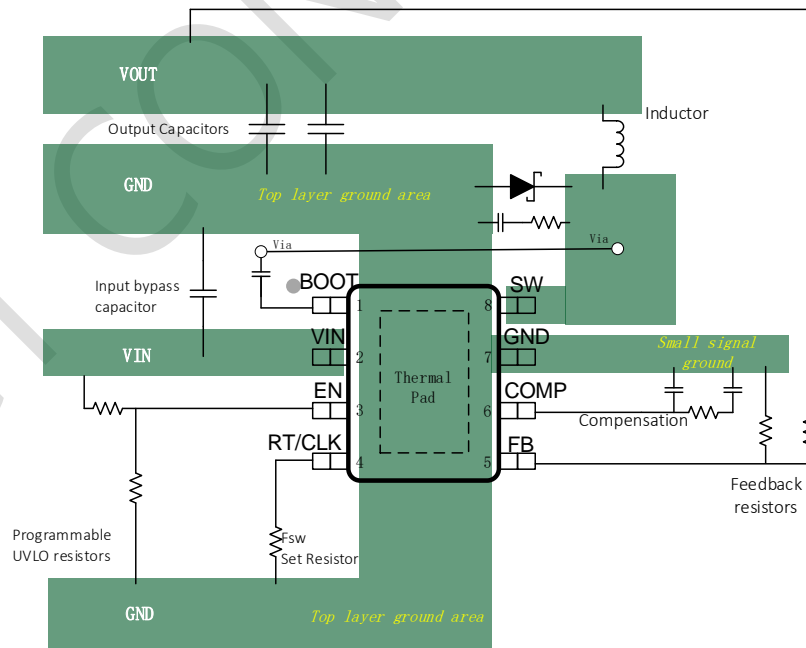 VOUT
Inductor
Output Capacitors
GND
Top layer ground area
Via
Via
BOOT
SW
Input bypass
capacitor
1
8
VIN
VIN
GND
Small signal
ground
2
7
Thermal
Pad
EN
COMP
3
6
Compensation
RT/CLK
FB
4
5
Feedback
resistors
Programmable
UVLO resistors
Fsw
Set Resistor
GND
Top layer ground area